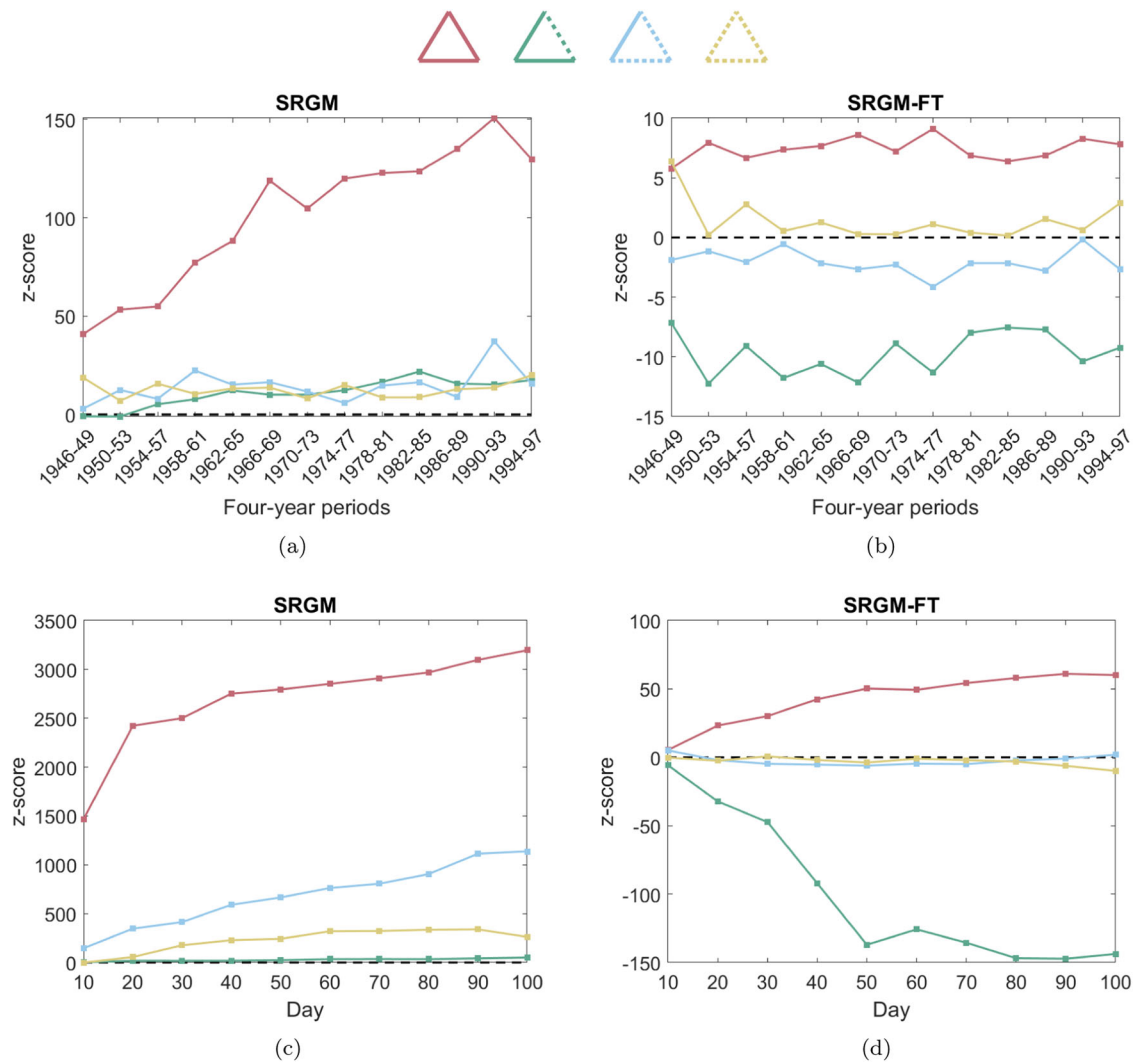 SRGM
150
100
50
0
z-score
1946-49
1950-53
1954-57
1958-61
1962-65
1966-69
1970-73
1974-77
1978-81
1982-85
1986-89
1990-93
1994-97
Four-year periods
(a)
SRGM-FT
10
5
0
-5
-10
-15
z-score
1946-49
1950-53
1954-57
1958-61
1962-65
1966-69
1970-73
1974-77
1978-81
1982-85
1986-89
1990-93
1994-97
Four-year periods
(b)
SRGM
3500
3000
2500
2000
1500
1000
500
0
z-score
10 20 30 40 50 60 70 80 90 100
Day
(c)
SRGM-FT
100
50
0
-50
-100
-150
z-score
10 20 30 40 50 60 70 80 90 100
Day
(d)